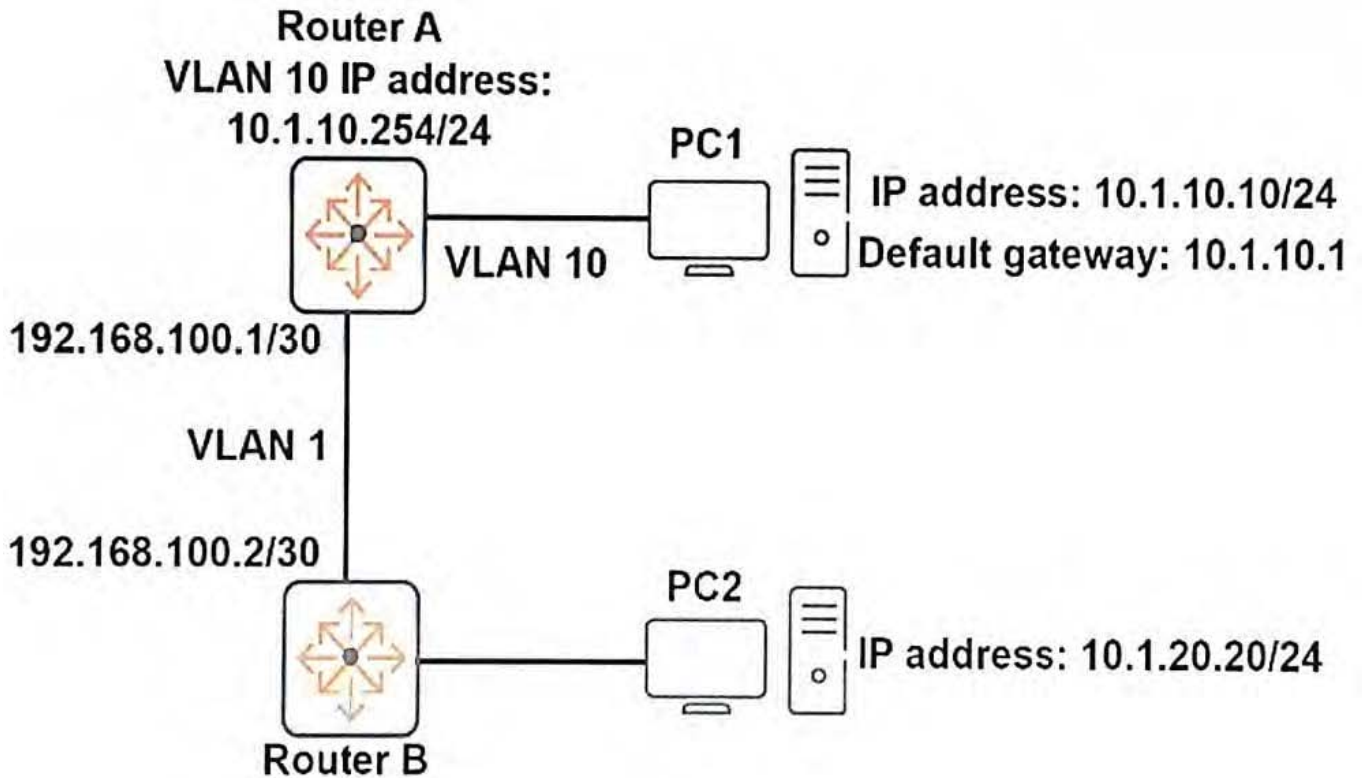 Router A
VLAN 10 IP address:
10.1.10.254/24
PC1
IP address: 10.1.10.10/24
Default gateway: 10.1.10.1
VLAN 10
192.168.100.1/30
VLAN 1
192.168.100.2/30
PC2
IP address: 10.1.20.20/24
Router B